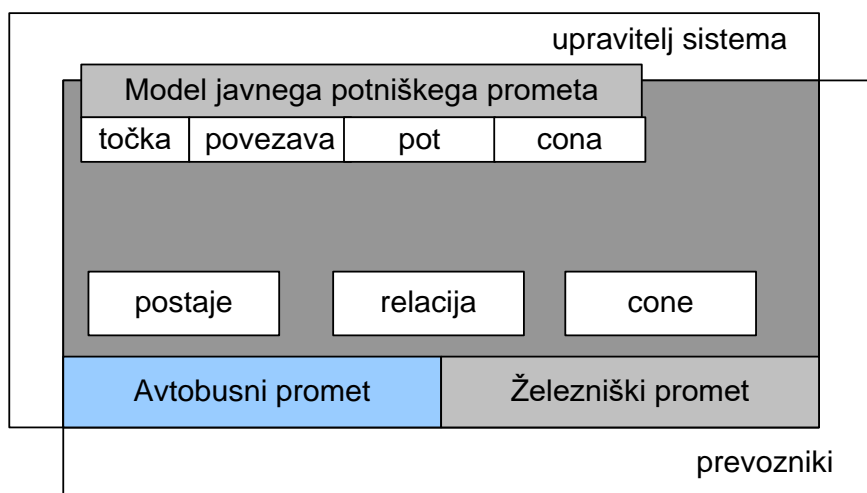 upravitelj sistema
Model javnega potniškega prometa
točka povezava pot cona
postaje relacija cone
Avtobusni promet Železniški promet
prevozniki